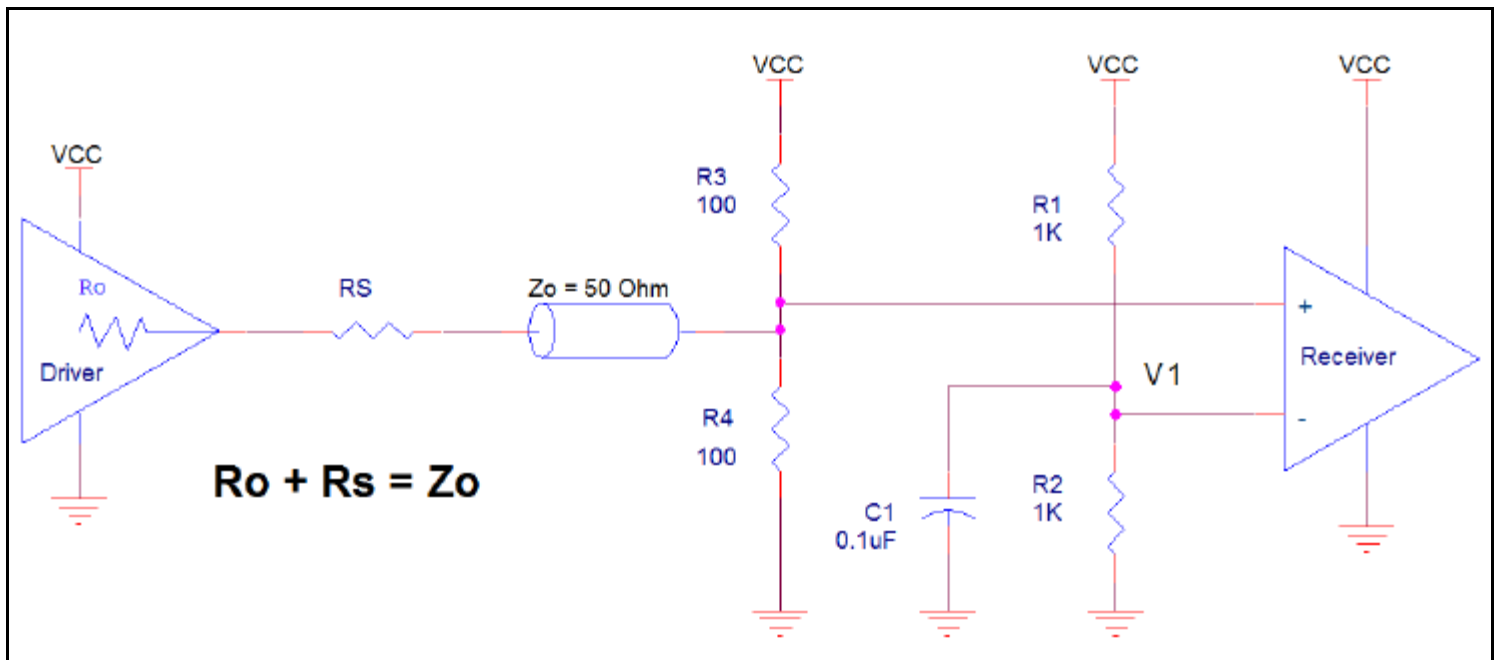 VCC
VCC
VCC
VCC
R3
100
R1
1K
Ro
RS
Zo = 50 Ohm
+
Driver
Receiver
V1
R4
100
-
Ro + Rs = Zo
R2
1K
C1
0.1uF